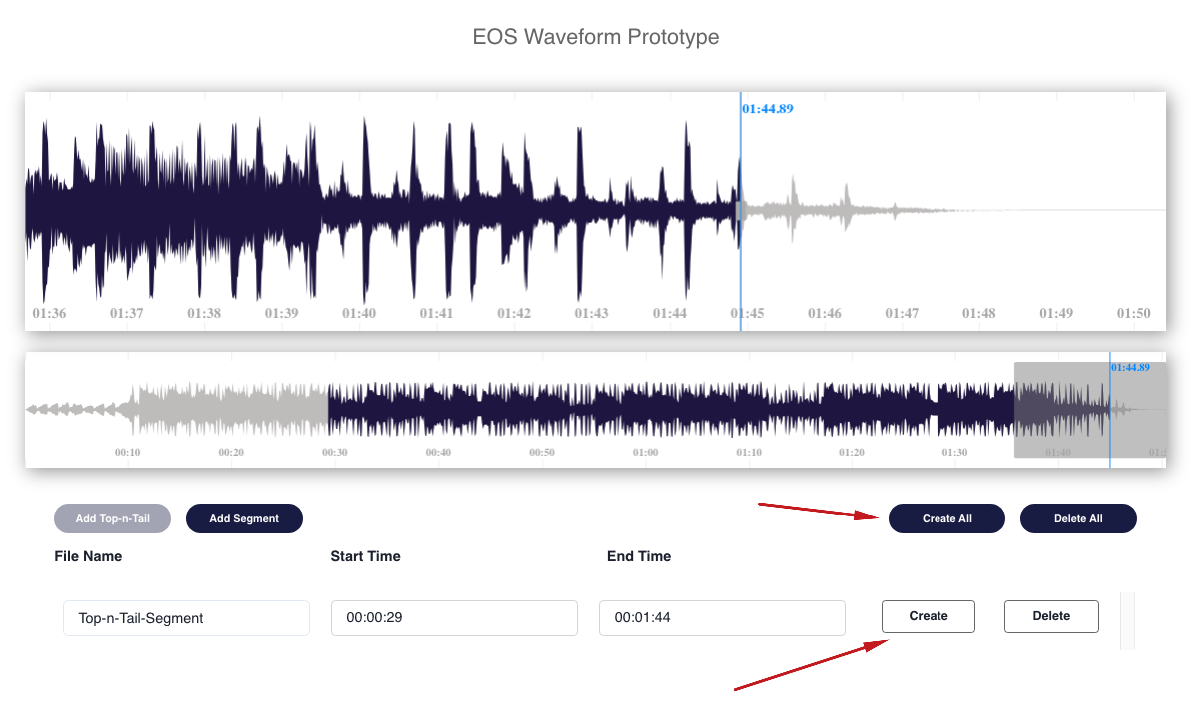 EOS Waveform Prototype
01:44.89
01:36 01:37 01:38 01:39 01:40 01:41 01:42 01:43 01:44 01:45 01:46 01:47 01:48 01:49 01:50
01:44.89
00:10 00:20 00:30 00:40 00:50 01:00 01:10 01:20 01:30 01:40
Add Top-n-Tail Add Segment Create All Delete All
File Name Start Time End Time
Top-n-Tail-Segment 00:00:29 00:01:44 Create Delete